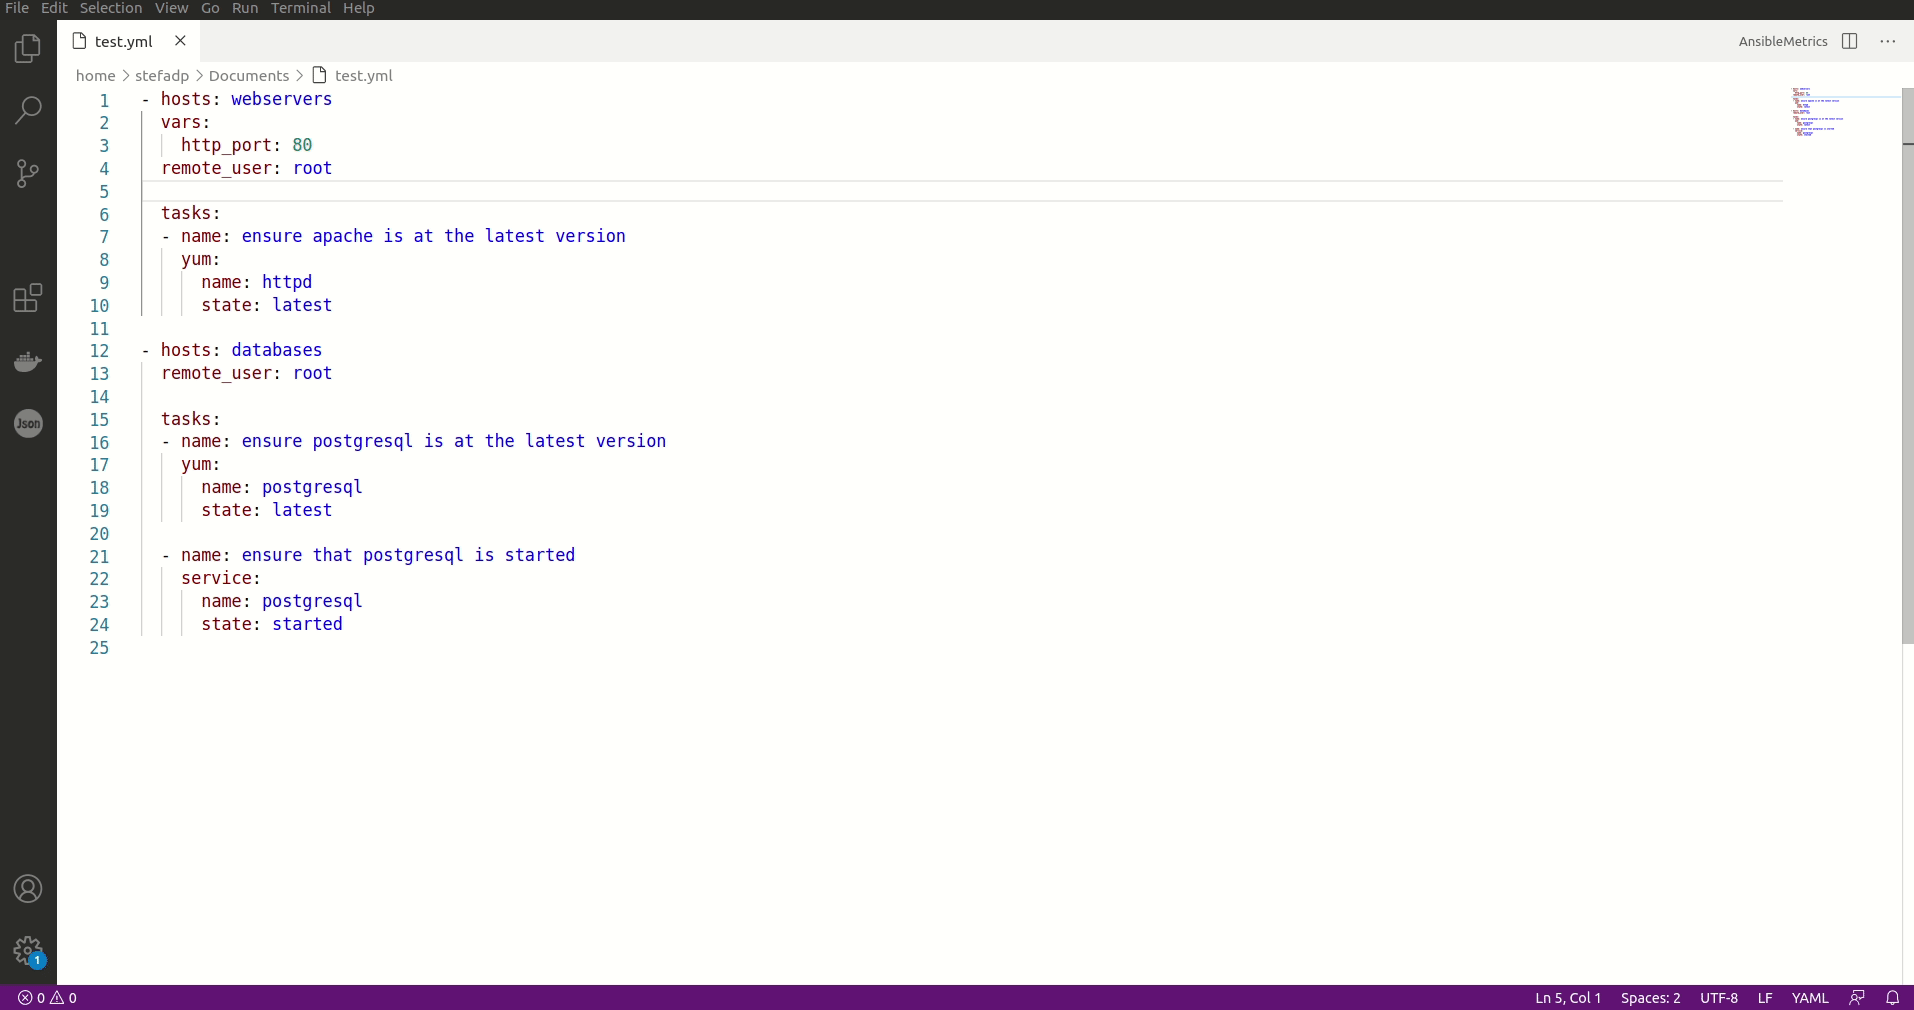 File Edit Selection View Go Run Terminal Help
test.yml
AnsibleMetrics
home > stefadp > Documents > test.yml
1 - hosts: webservers
2   vars:
3     http_port: 80
4   remote_user: root
5
6   tasks:
7   - name: ensure apache is at the latest version
8     yum:
9       name: httpd
10       state: latest
11
12 - hosts: databases
13   remote_user: root
14
15   tasks:
16   - name: ensure postgresql is at the latest version
17     yum:
18       name: postgresql
19       state: latest
20
21   - name: ensure that postgresql is started
22     service:
23       name: postgresql
24       state: started
25
Json
1
0 0
Ln 5, Col 1 Spaces: 2 UTF-8 LF YAML